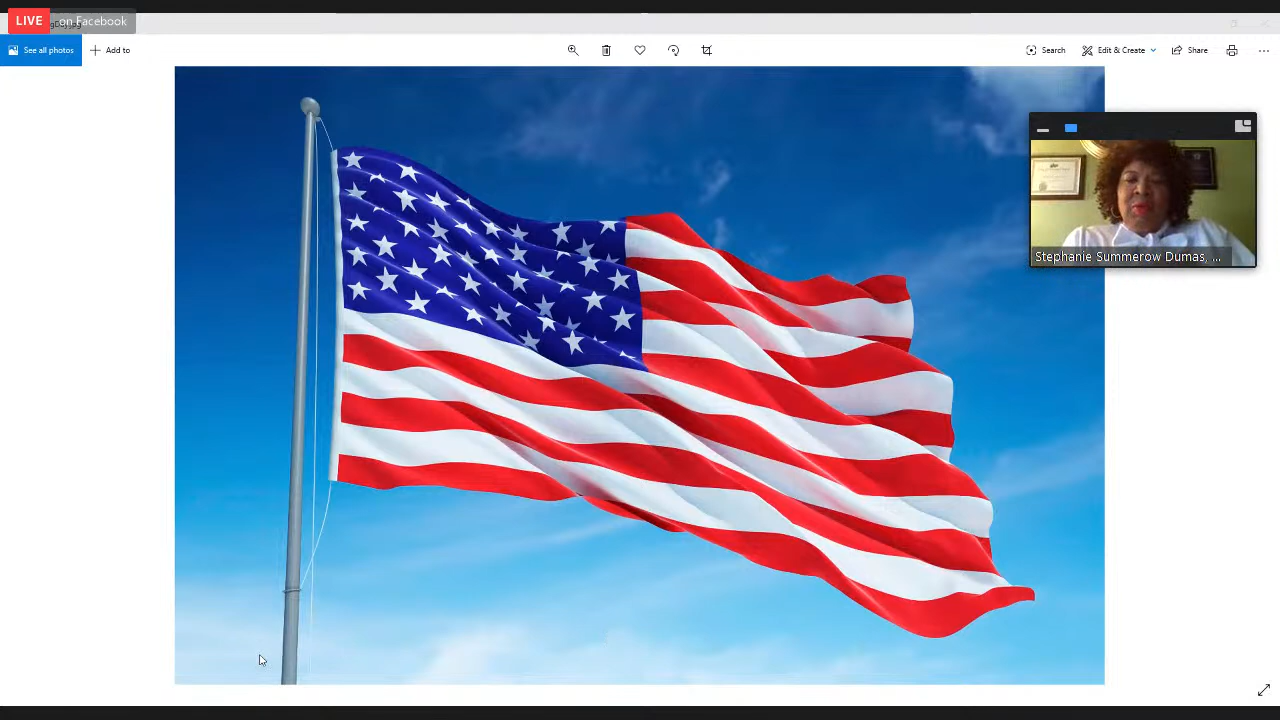 LIVE on Facebook
See all photos
Add to
Search
Edit & Create
Share
Stephanie Summerow Dumas, ...